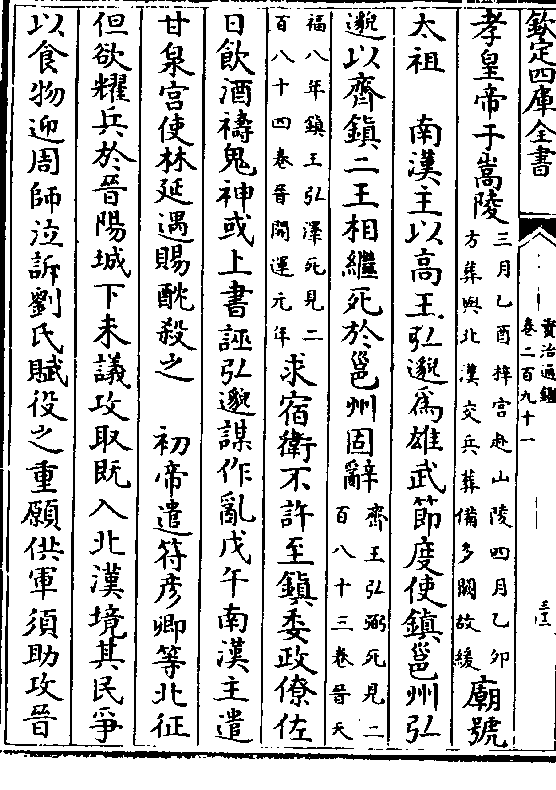 欽定四庫全書
資治通鑑
卷二百九十一
孝皇帝于嵩陵
三月乙酉梓宫赴山陵四月乙卯
方葬與北漢交兵葬備多闕故緩
廟號
太祖　南漢主以高王弘邈為雄武節度使鎮邕州弘
邈以齊鎮二王相繼死於邕州固辭
齊王弘弼死見二
百八十三卷晉天
福八年鎮王弘澤死見二
百八十四卷晉開運元年
求宿衛不許至鎮委政僚佐
日飲酒禱鬼神或上書誣弘邈謀作亂戊午南漢主遣
甘泉宫使林延遇賜酖殺之　初帝遣符彦卿等北征
但欲耀兵於晉陽城下未議攻取既入北漢境其民爭
以食物迎周師泣訴劉氏賦役之重願供軍須助攻晉